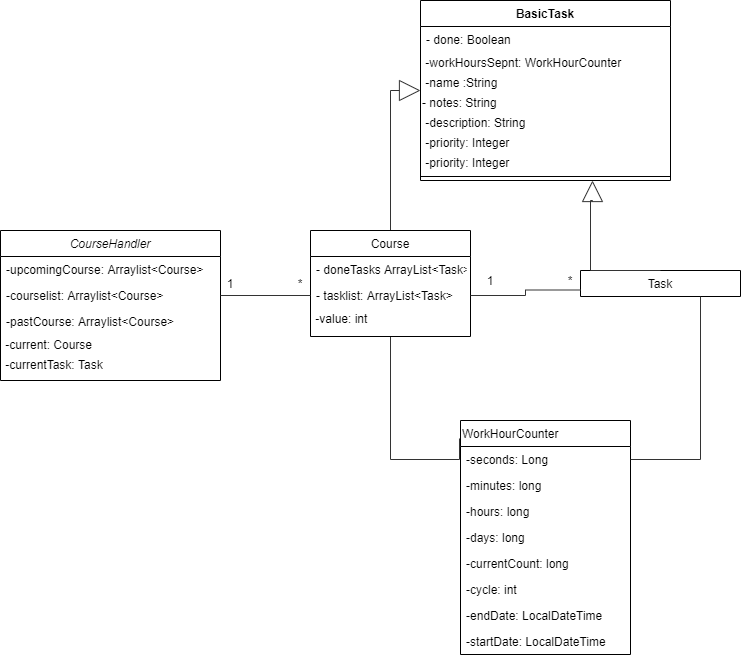 BasicTask
- done: Boolean
-workHoursSepnt: WorkHourCounter
-name :String
- notes: String
-description: String
-priority: Integer
-priority: Integer
CourseHandler
-upcomingCourse: Arraylist<Course>
-courselist: Arraylist<Course>
-pastCourse: Arraylist<Course>
-current: Course
-currentTask: Task
1
*
Course
- doneTasks ArrayList<Task>
- tasklist: ArrayList<Task>
-value: int
1
*
Task
WorkHourCounter
-seconds: Long
-minutes: long
-hours: long
-days: long
-currentCount: long
-cycle: int
-endDate: LocalDateTime
-startDate: LocalDateTime